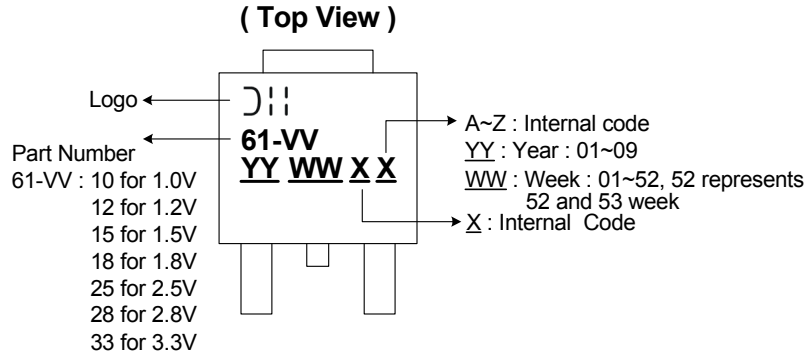 ( Top View )
Logo
61-VV
YY WW X X
Part Number
61-VV : 10 for 1.0V
12 for 1.2V
15 for 1.5V
18 for 1.8V
25 for 2.5V
28 for 2.8V
33 for 3.3V
A~Z : Internal code
YY : Year : 01~09
WW : Week : 01~52, 52 represents
52 and 53 week
X : Internal Code